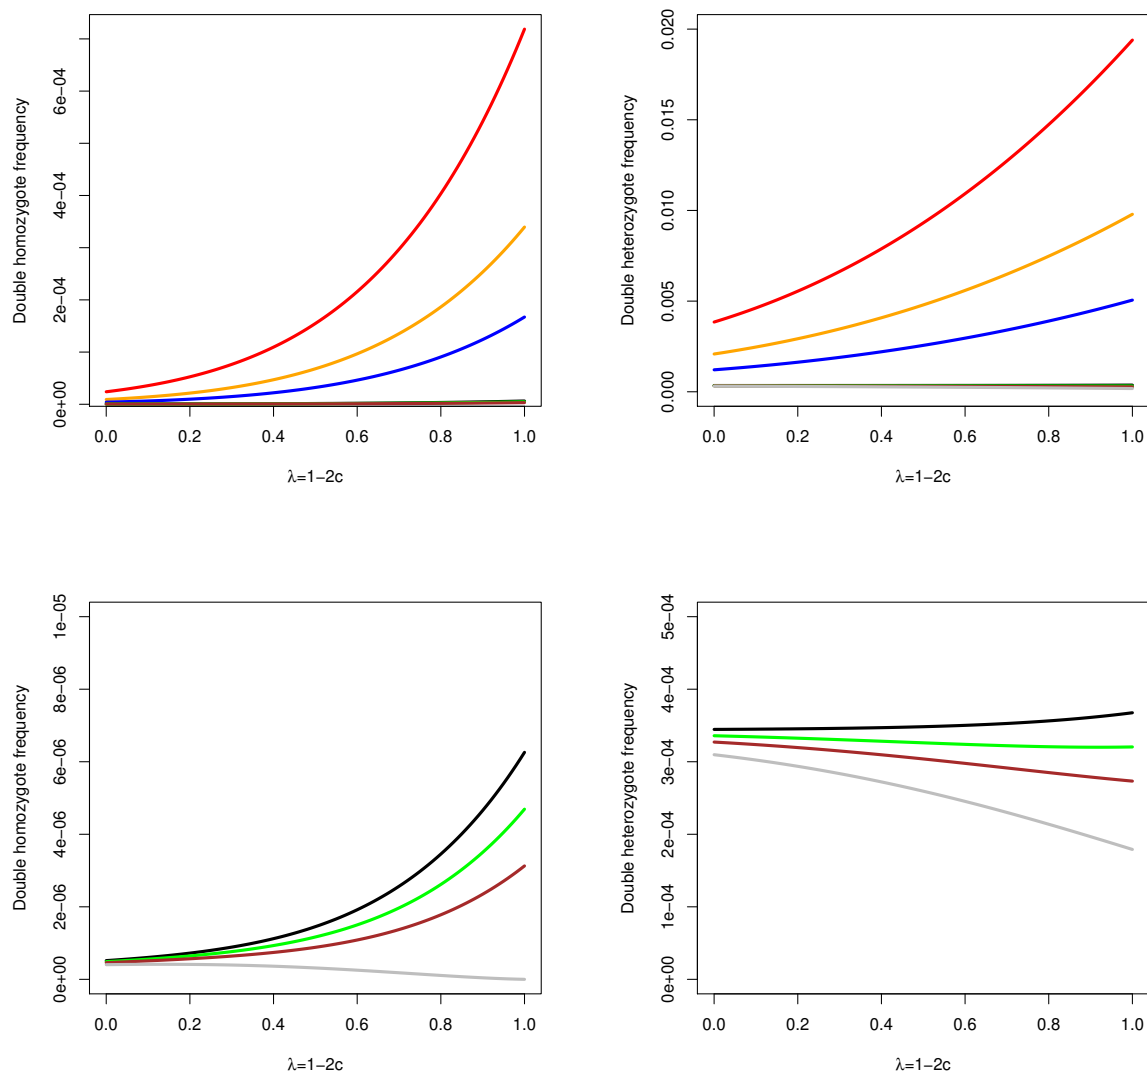 Double homozygote frequency
0e+00 2e−04 4e−04 6e−04
0.0 0.2 0.4 0.6 0.8 1.0
λ=1−2c
Double heterozygote frequency
0.000 0.005 0.010 0.015 0.020
0.0 0.2 0.4 0.6 0.8 1.0
λ=1−2c
Double homozygote frequency
0e+00 2e−06 4e−06 6e−06 8e−06 1e−05
0.0 0.2 0.4 0.6 0.8 1.0
λ=1−2c
Double heterozygote frequency
0e+00 1e−04 2e−04 3e−04 4e−04 5e−04
0.0 0.2 0.4 0.6 0.8 1.0
λ=1−2c